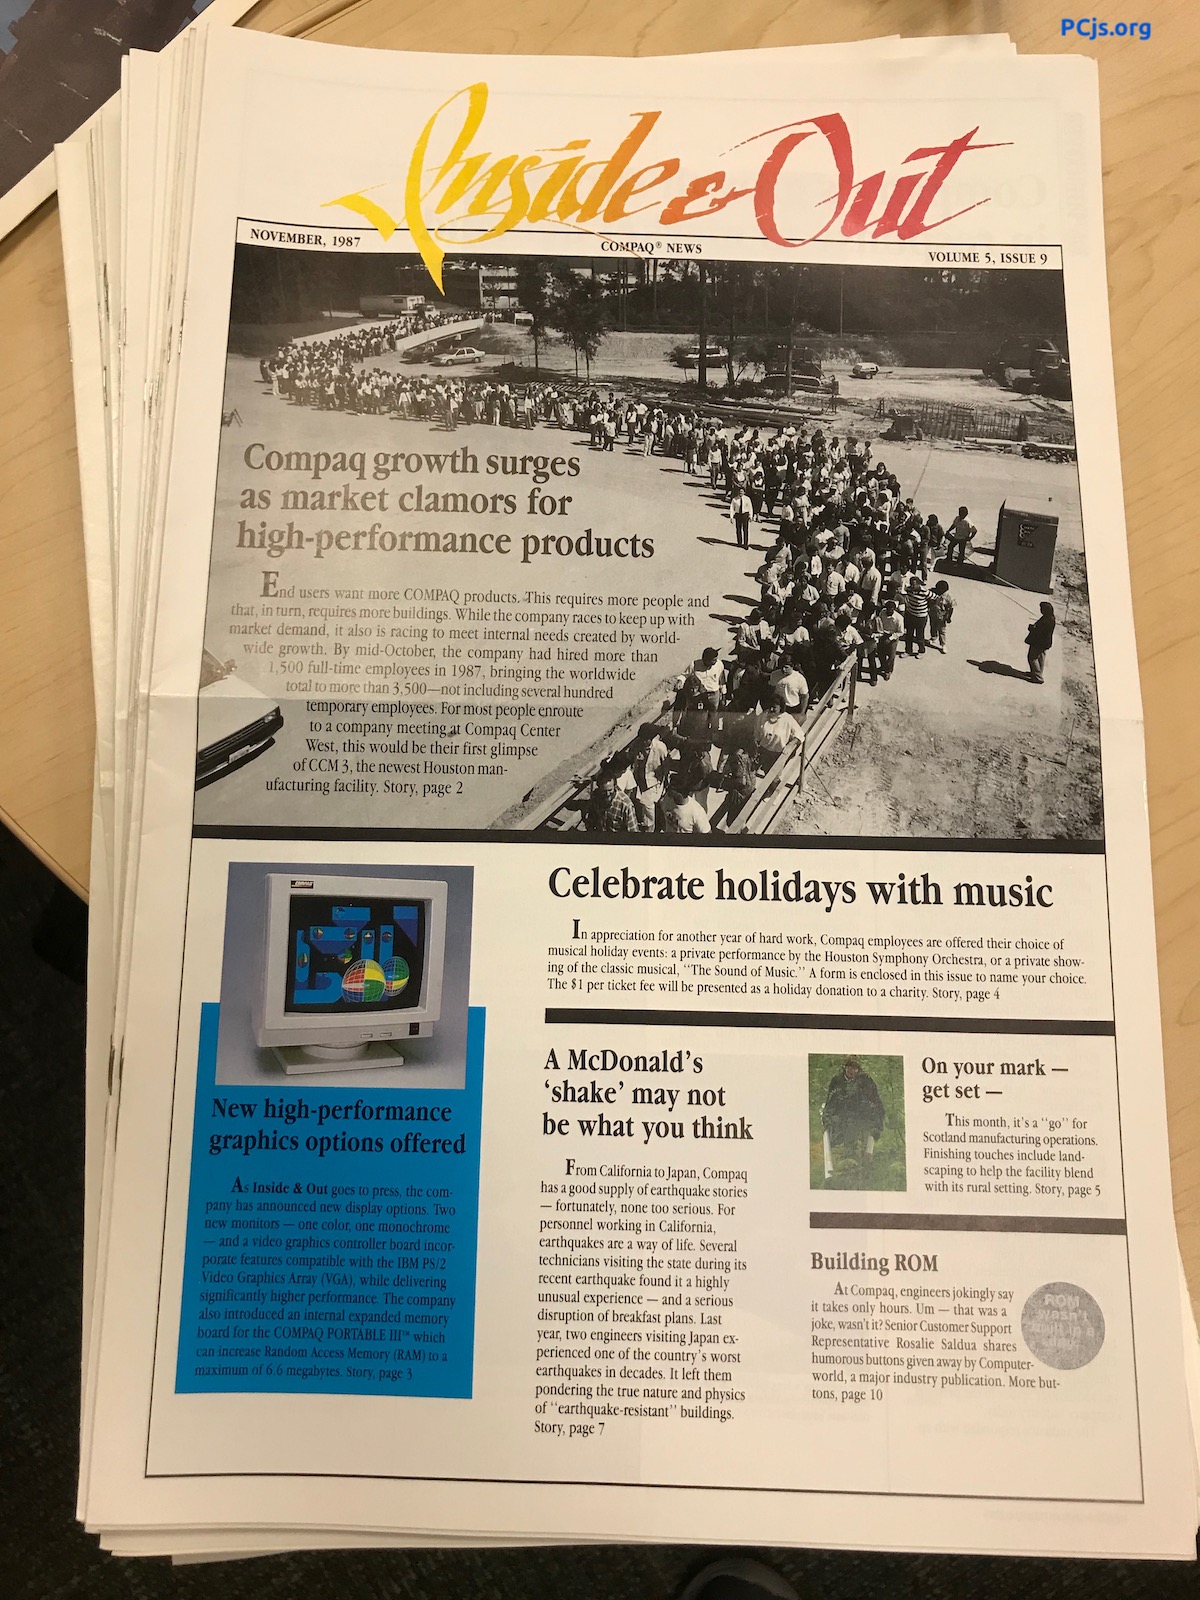 PCjs.org
Inside & Out
NOVEMBER, 1987
COMPAQ® NEWS
VOLUME 5, ISSUE 9
Compaq growth surges
as market clamors for
high-performance products
End users want more COMPAQ products. This requires more people and
that, in turn, requires more buildings. While the company races to keep up with
market demand, it also is racing to meet internal needs created by world-
wide growth. By mid-October, the company had hired more than
1,500 full-time employees in 1987, bringing the worldwide
total to more than 3,500—not including several hundred
temporary employees. For most people enroute
to a company meeting at Compaq Center
West, this would be their first glimpse
of CCM 3, the newest Houston man-
ufacturing facility. Story, page 2
New high-performance
graphics options offered
As Inside & Out goes to press, the com-
pany has announced new display options. Two
new monitors — one color, one monochrome
— and a video graphics controller board incor-
porate features compatible with the IBM PS/2
Video Graphics Array (VGA), while delivering
significantly higher performance. The company
also introduced an internal expanded memory
board for the COMPAQ PORTABLE III™ which
can increase Random Access Memory (RAM) to a
maximum of 6.6 megabytes. Story, page 3
Celebrate holidays with music
In appreciation for another year of hard work, Compaq employees are offered their choice of
musical holiday events: a private performance by the Houston Symphony Orchestra, or a private show-
ing of the classic musical, "The Sound of Music." A form is enclosed in this issue to name your choice.
The $1 per ticket fee will be presented as a holiday donation to a charity. Story, page 4
A McDonald's
'shake' may not
be what you think
From California to Japan, Compaq
has a good supply of earthquake stories
— fortunately, none too serious. For
personnel working in California,
earthquakes are a way of life. Several
technicians visiting the state during its
recent earthquake found it a highly
unusual experience — and a serious
disruption of breakfast plans. Last
year, two engineers visiting Japan ex-
perienced one of the country's worst
earthquakes in decades. It left them
pondering the true nature and physics
of "earthquake-resistant" buildings.
Story, page 7
On your mark —
get set —
This month, it's a "go" for
Scotland manufacturing operations.
Finishing touches include land-
scaping to help the facility blend
with its rural setting. Story, page 5
Building ROM
At Compaq, engineers jokingly say
it takes only hours. Um — that was a
joke, wasn't it? Senior Customer Support
Representative Rosalie Saldua shares
humorous buttons given away by Computer-
world, a major industry publication. More but-
tons, page 10
ROM
wasn't